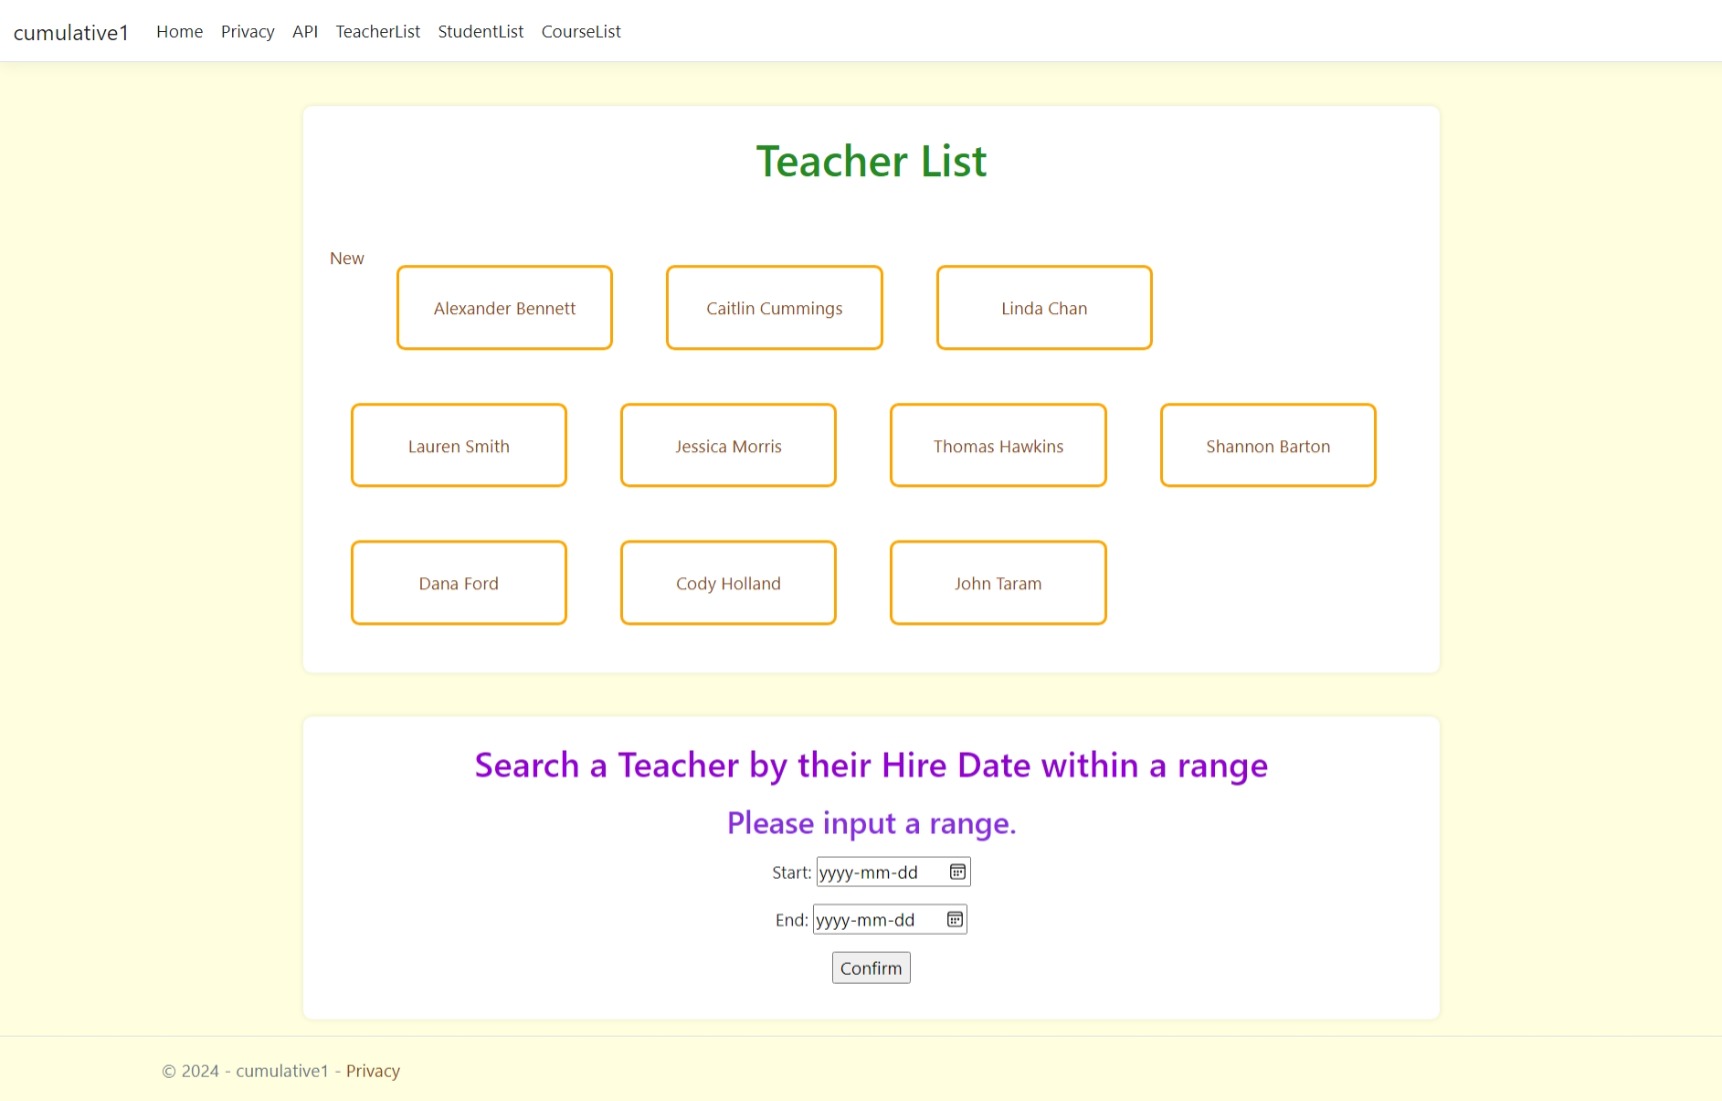 cumulative1 Home Privacy API TeacherList StudentList CourseList
Teacher List
New
Alexander Bennett Caitlin Cummings Linda Chan
Lauren Smith Jessica Morris Thomas Hawkins Shannon Barton
Dana Ford Cody Holland John Taram
Search a Teacher by their Hire Date within a range
Please input a range.
Start: yyyy-mm-dd
End: yyyy-mm-dd
Confirm
© 2024 - cumulative1 - Privacy